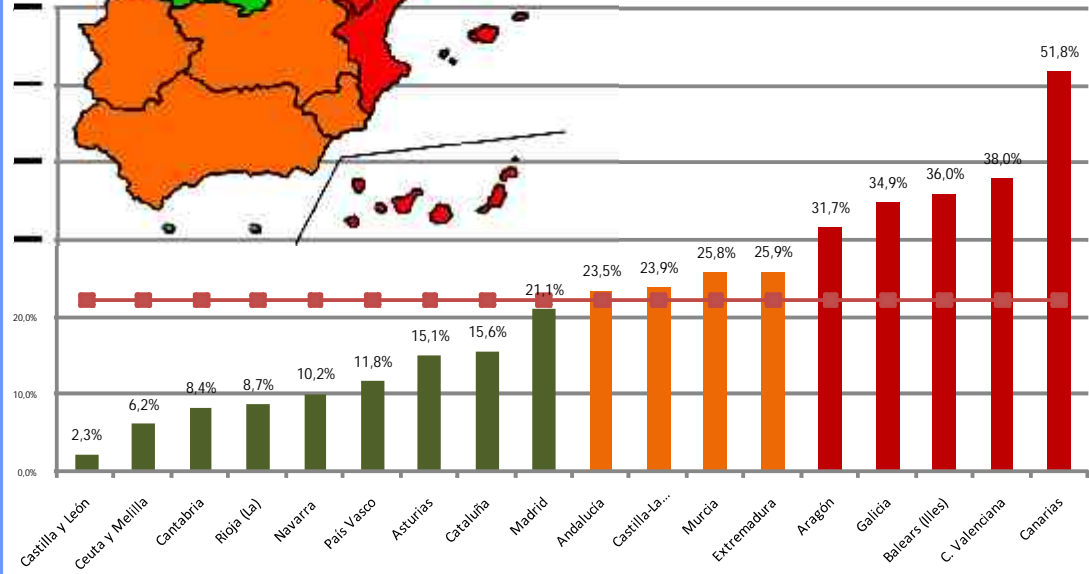 51,8%
38,0%
36,0%
34,9%
31,7%
25,8%
25,9%
23,5%
23,9%
21,1%
20,0%
15,1%
15,6%
11,8%
10,2%
8,4%
8,7%
10,0%
6,2%
2,3%
0,0%
Castilla y León
Ceuta y Melilla
Cantabria
Rioja (La)
Navarra
País Vasco
Asturias
Cataluña
Madrid
Andalucía
Castilla-La...
Murcia
Extremadura
Aragón
Galicia
Balears (Illes)
C. Valenciana
Canarias